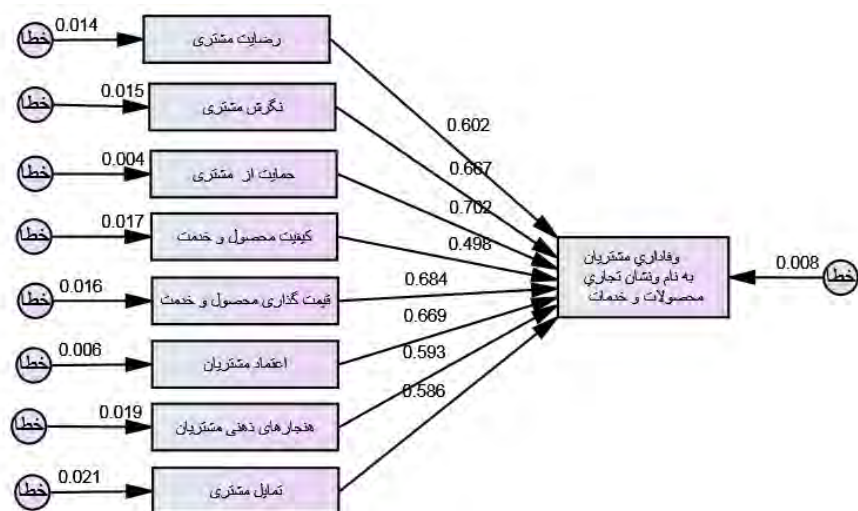 خطا 0.014 رضایت مشتری
0.602
خطا 0.015 نگرش مشتری
0.667
خطا 0.004 حمایت از مشتری
0.702
خطا 0.017 کیفیت محصول و خدمت
0.498
وفاداري مشتریان
به نام ونشان تجاري
محصولات و خدمات
0.008 خطا
خطا 0.016 قیمت گذاری محصول و خدمت
0.684
خطا 0.006 اعتماد مشتریان
0.669
خطا 0.019 هنجارهای ذهنی مشتریان
0.593
خطا 0.021 تمایل مشتری
0.586